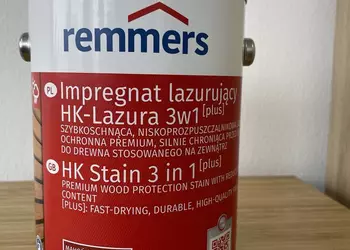 remmers
PL Impregnat lazurujący
HK-Lazura 3w1 [plus]
SZYBKOSCHNĄCA, NISKOROZPUSZCZALNIKOWA
OCHRONNA PREMIUM, SILNIE CHRONIĄCA
DO DREWNA STOSOWANEGO NA ZEWNĄTRZ
GB HK Stain 3 in 1 [plus]
PREMIUM WOOD PROTECTION STAIN WITH
CONTENT
[PLUS]: FAST-DRYING, DURABLE, HIGH-QUALITY